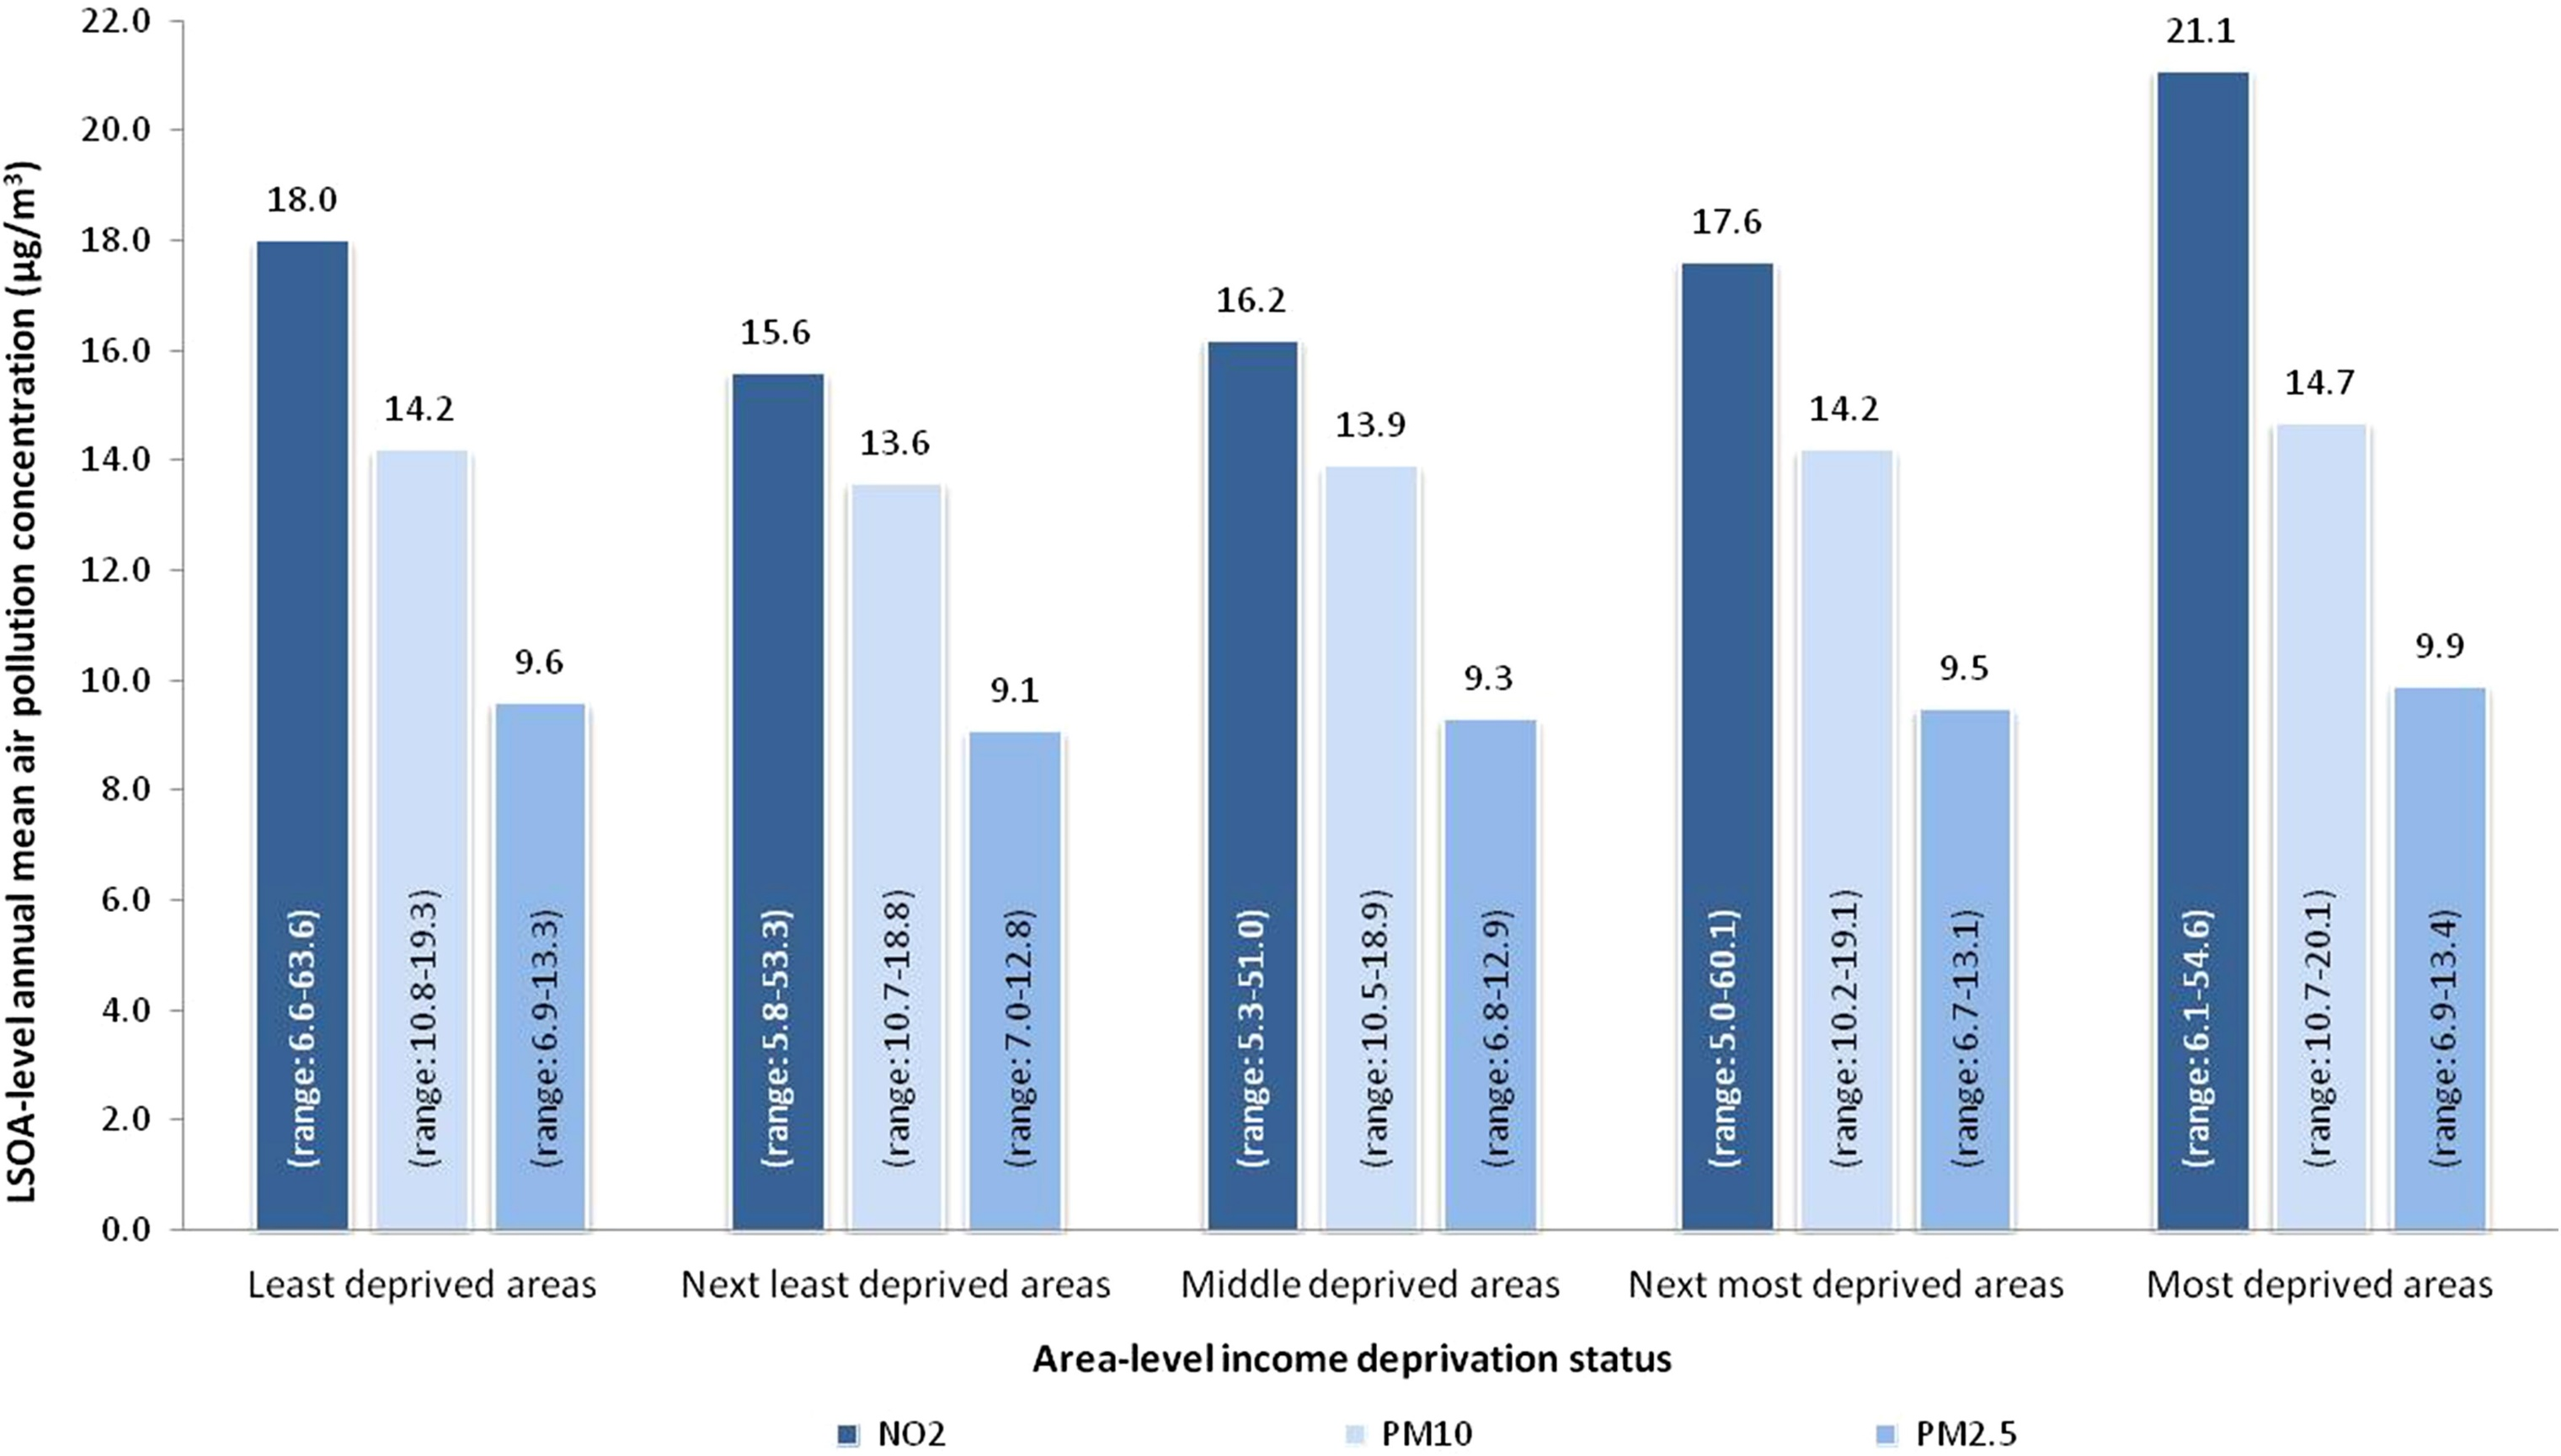 LSOA-level annual mean air pollution concentration (µg/m³)
22.0
20.0
18.0
16.0
14.0
12.0
10.0
8.0
6.0
4.0
2.0
0.0
18.0
14.2
9.6
15.6
13.6
9.1
16.2
13.9
9.3
17.6
14.2
9.5
21.1
14.7
9.9
(range: 6.6-63.6)
(range: 10.8-19.3)
(range: 6.9-13.3)
(range: 5.8-53.3)
(range: 10.7-18.8)
(range: 7.0-12.8)
(range: 5.3-51.0)
(range: 10.5-18.9)
(range: 6.8-12.9)
(range: 5.0-60.1)
(range: 10.2-19.1)
(range: 6.7-13.1)
(range: 6.1-54.6)
(range: 10.7-20.1)
(range: 6.9-13.4)
Least deprived areas
Next least deprived areas
Middle deprived areas
Next most deprived areas
Most deprived areas
Area-level income deprivation status
NO2
PM10
PM2.5